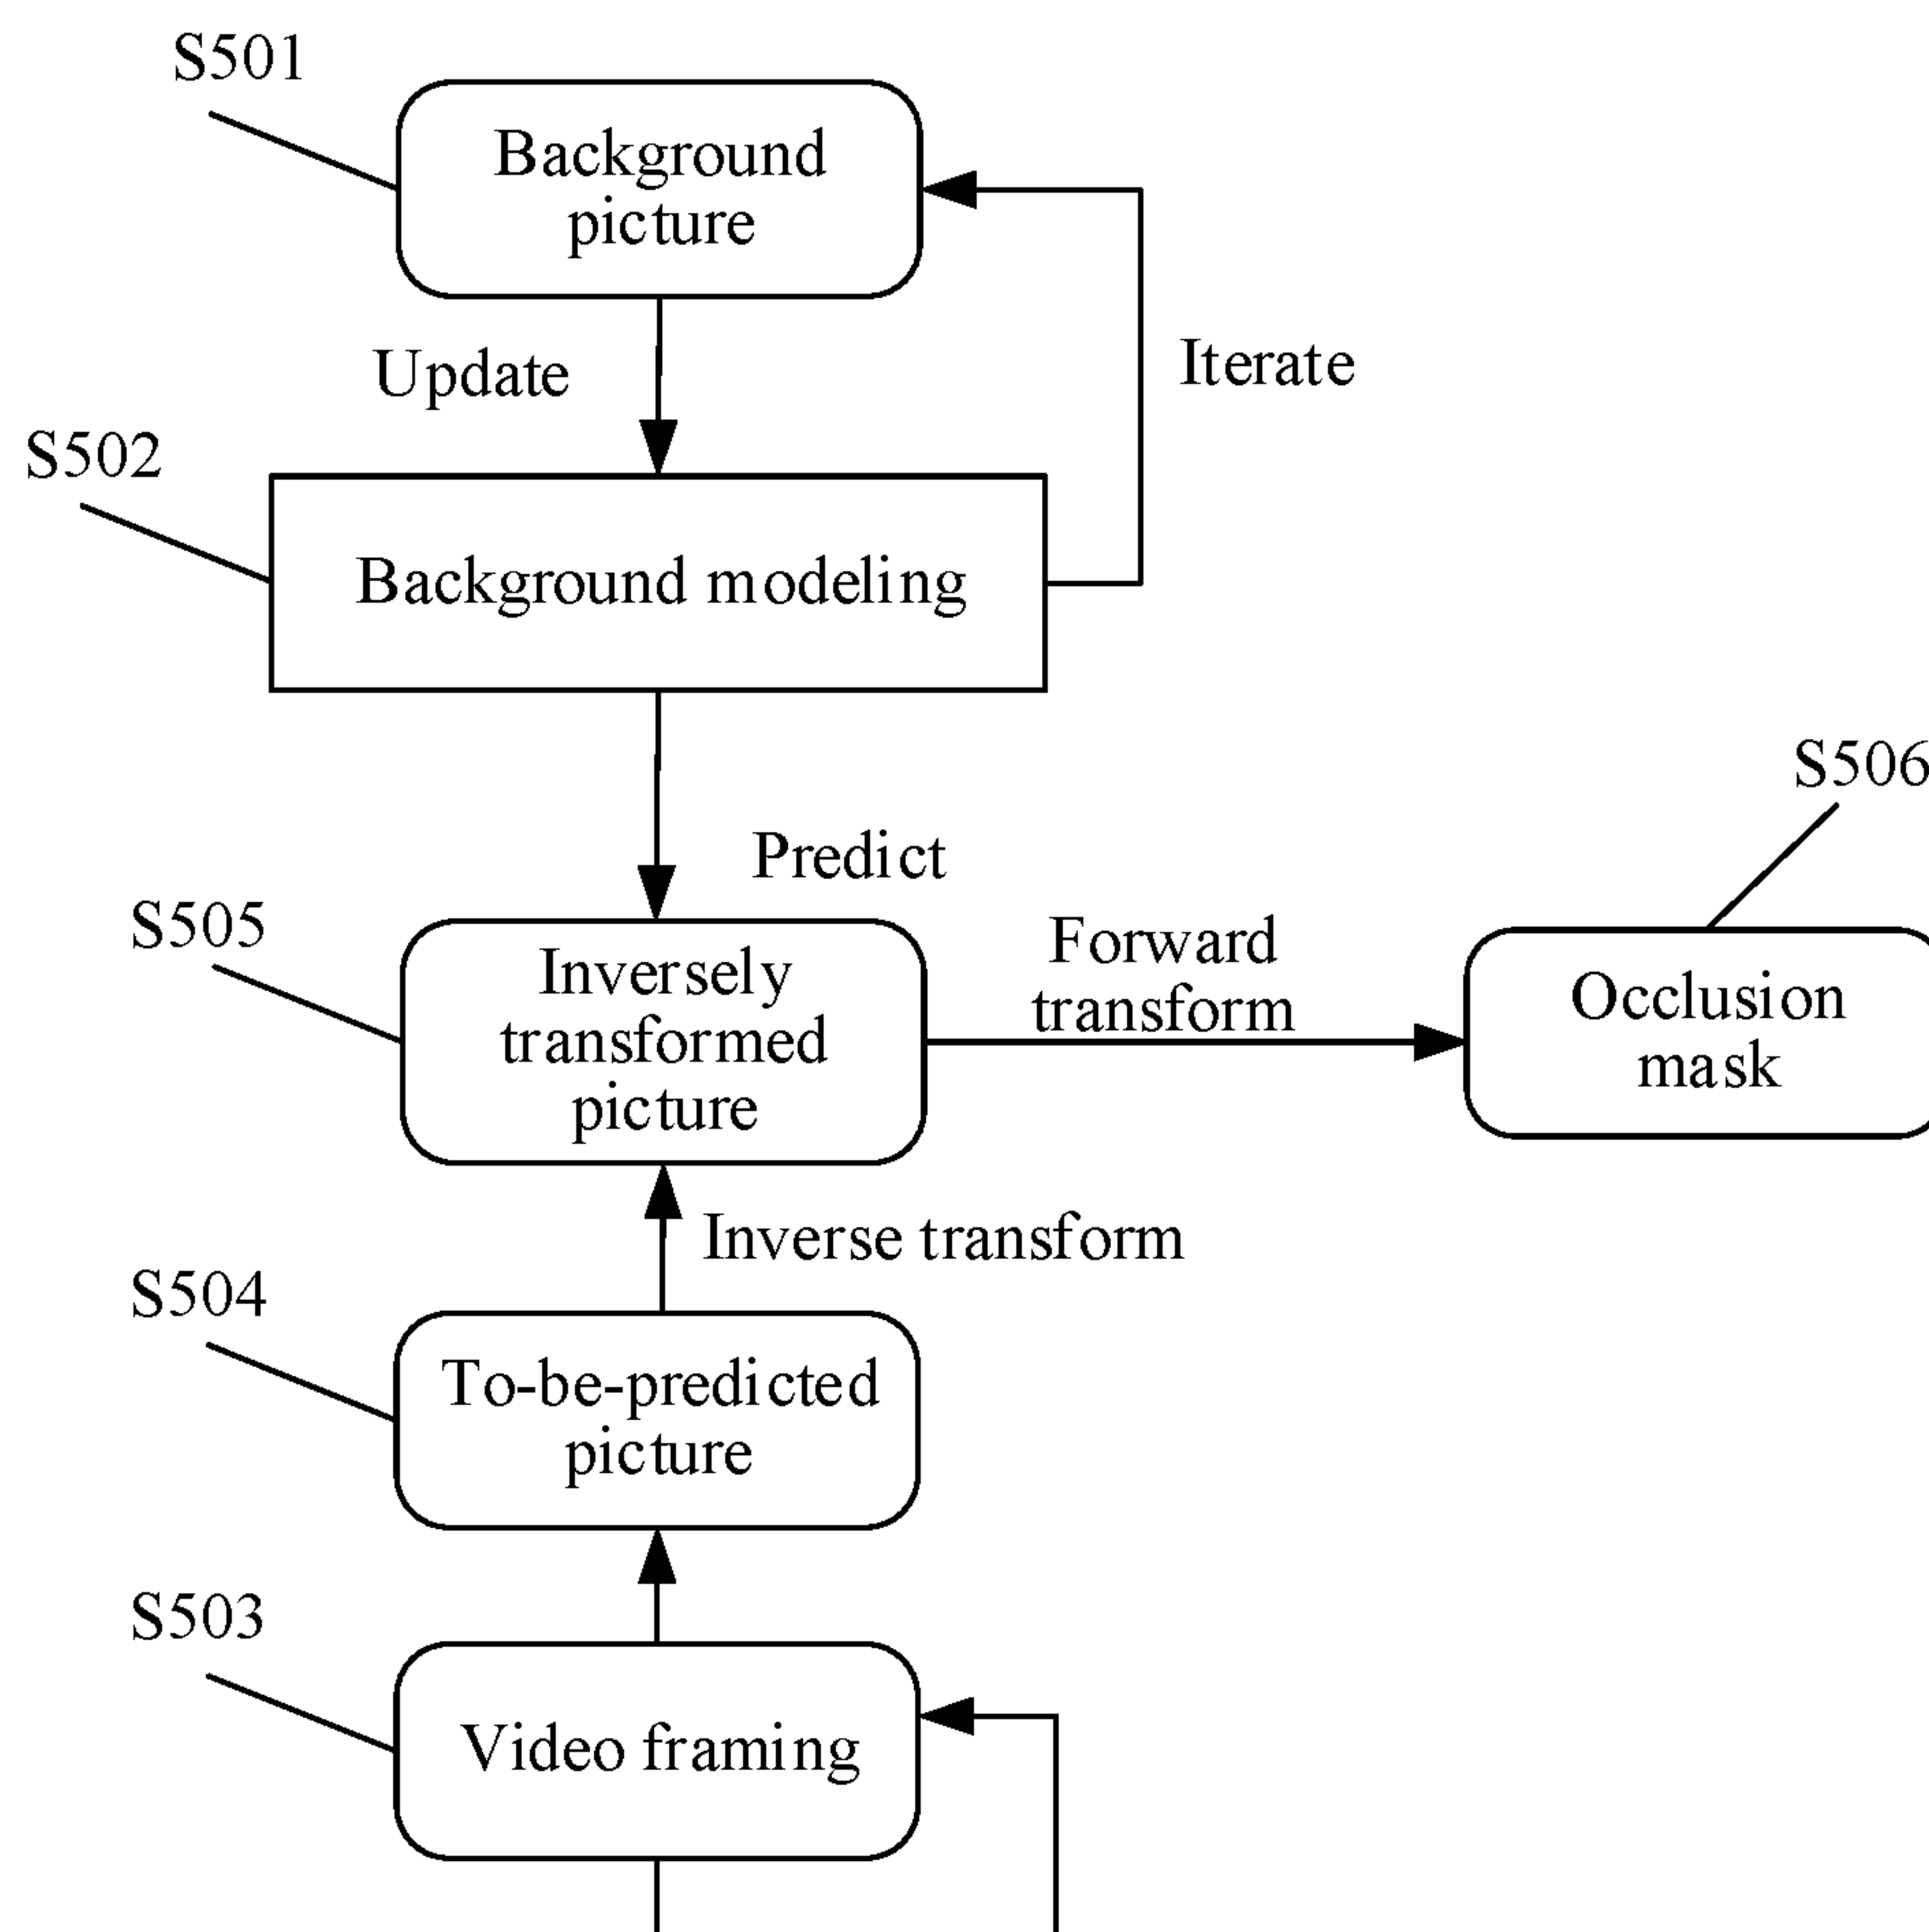 S501
Background
picture
Update
Iterate
S502
Background modeling
S506
Predict
S505
Inversely
transformed
picture
Forward
transform
Occlusion
mask
Inverse transform
S504
To-be-predicted
picture
S503
Video framing